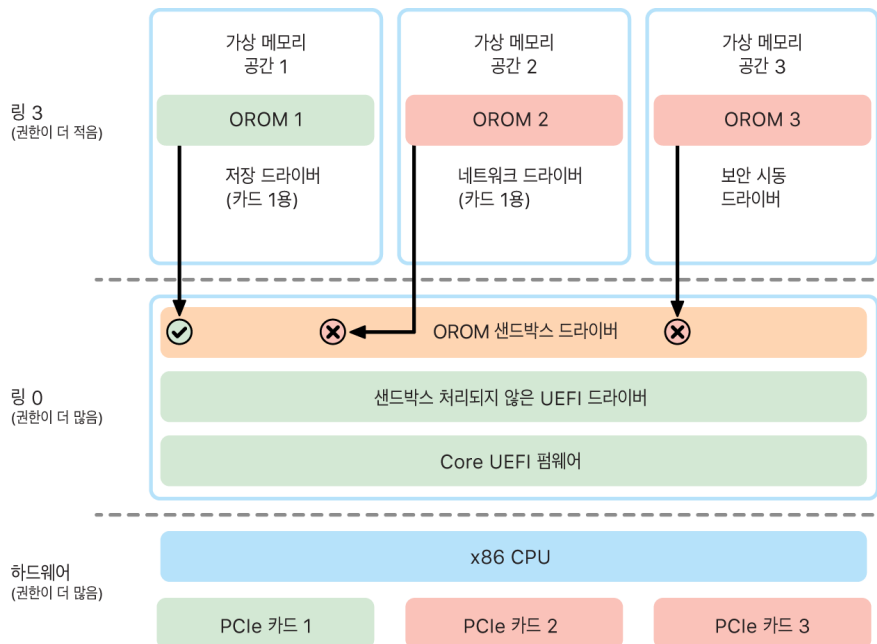 가상 메모리
공간 1
가상 메모리
공간 2
가상 메모리
공간 3
링 3
(권한이 더 적음)
OROM 1
OROM 2
OROM 3
저장 드라이버
(카드 1용)
네트워크 드라이버
(카드 1용)
보안 시동
드라이버
OROM 샌드박스 드라이버
링 0
(권한이 더 많음)
샌드박스 처리되지 않은 UEFI 드라이버
Core UEFI 펌웨어
하드웨어
(권한이 더 많음)
x86 CPU
PCIe 카드 1
PCIe 카드 2
PCIe 카드 3